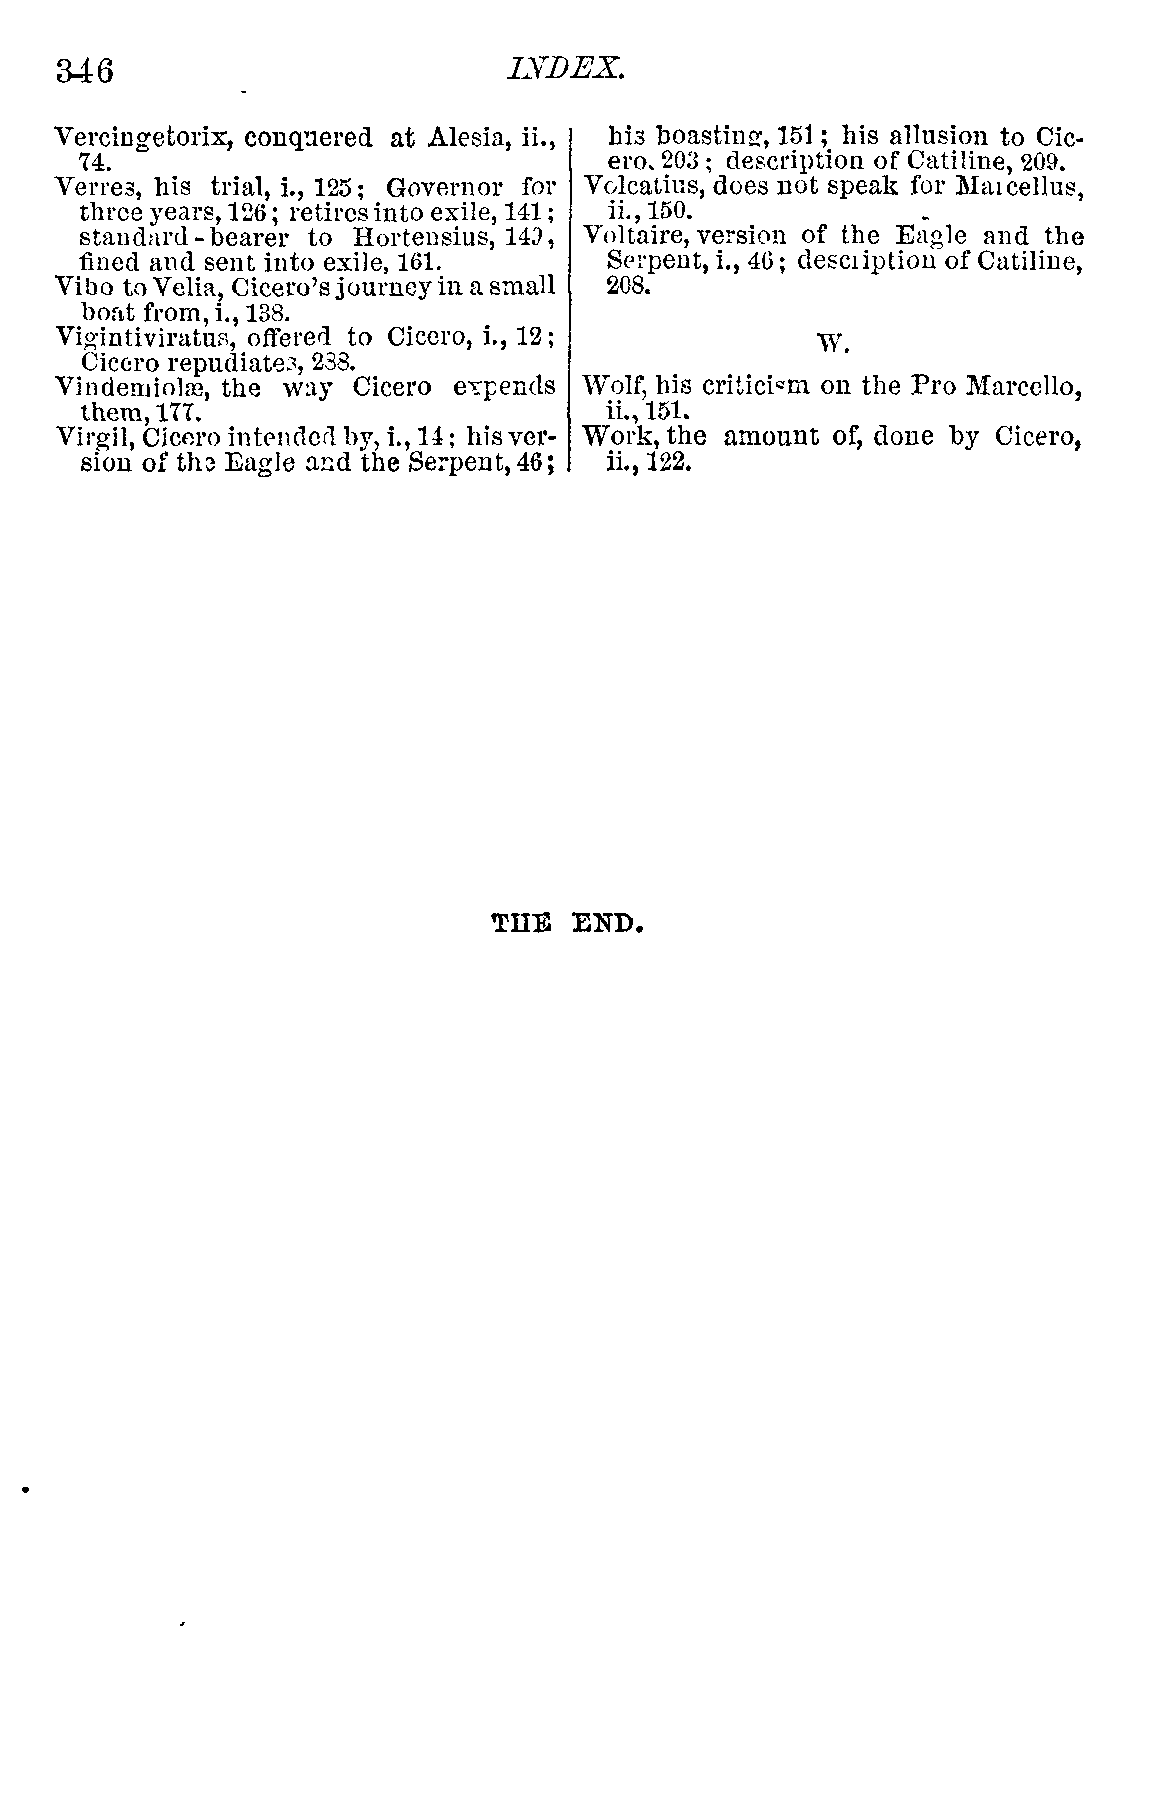 346 INDEX.
Vercingetorix, conquered at Alesia, ii.,
74.
Verres, his trial, i., 125; Governor for
three years, 126; retires into exile, 141;
standard-bearer to Hortensius, 149,
fined and sent into exile, 161.
Vibo to Velia, Cicero's journey in a small
boat from, i., 138.
Vigintiviratus, offered to Cicero, i., 12;
Cicero repudiates, 238.
Vindemiolæ, the way Cicero expends
them, 177.
Virgil, Cicero intended by, i., 14; his ver-
sion of the Eagle and the Serpent, 46;
his boasting, 151; his allusion to Cic-
ero, 203; description of Catiline, 209.
Volcatius, does not speak for Marcellus,
ii., 150.
Voltaire, version of the Eagle and the
Serpent, i., 46; description of Catiline,
208.
W.
Wolf, his criticism on the Pro Marcello,
ii., 151.
Work, the amount of, done by Cicero,
ii., 122.
THE END.